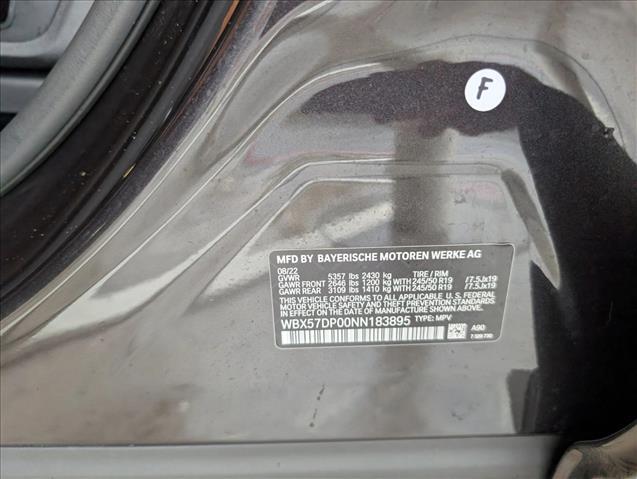 F
MFD BY BAYERISCHE MOTOREN WERKE AG
08/22
GVWR 5357 lbs 2430 kg TIRE / RIM
GAWR FRONT 2646 lbs 1200 kg WITH 245/50 R19 /7.5Jx19
GAWR REAR 3109 lbs 1410 kg WITH 245/50 R19 /7.5Jx19
THIS VEHICLE CONFORMS TO ALL APPLICABLE U. S. FEDERAL
MOTOR VEHICLE SAFETY, BUMPER, AND THEFT PREVENTION STANDARDS
IN EFFECT ON THE DATE OF MANUFACTURE SHOWN ABOVE.
WBX57DP00NN183895 TYPE: MPV
A90